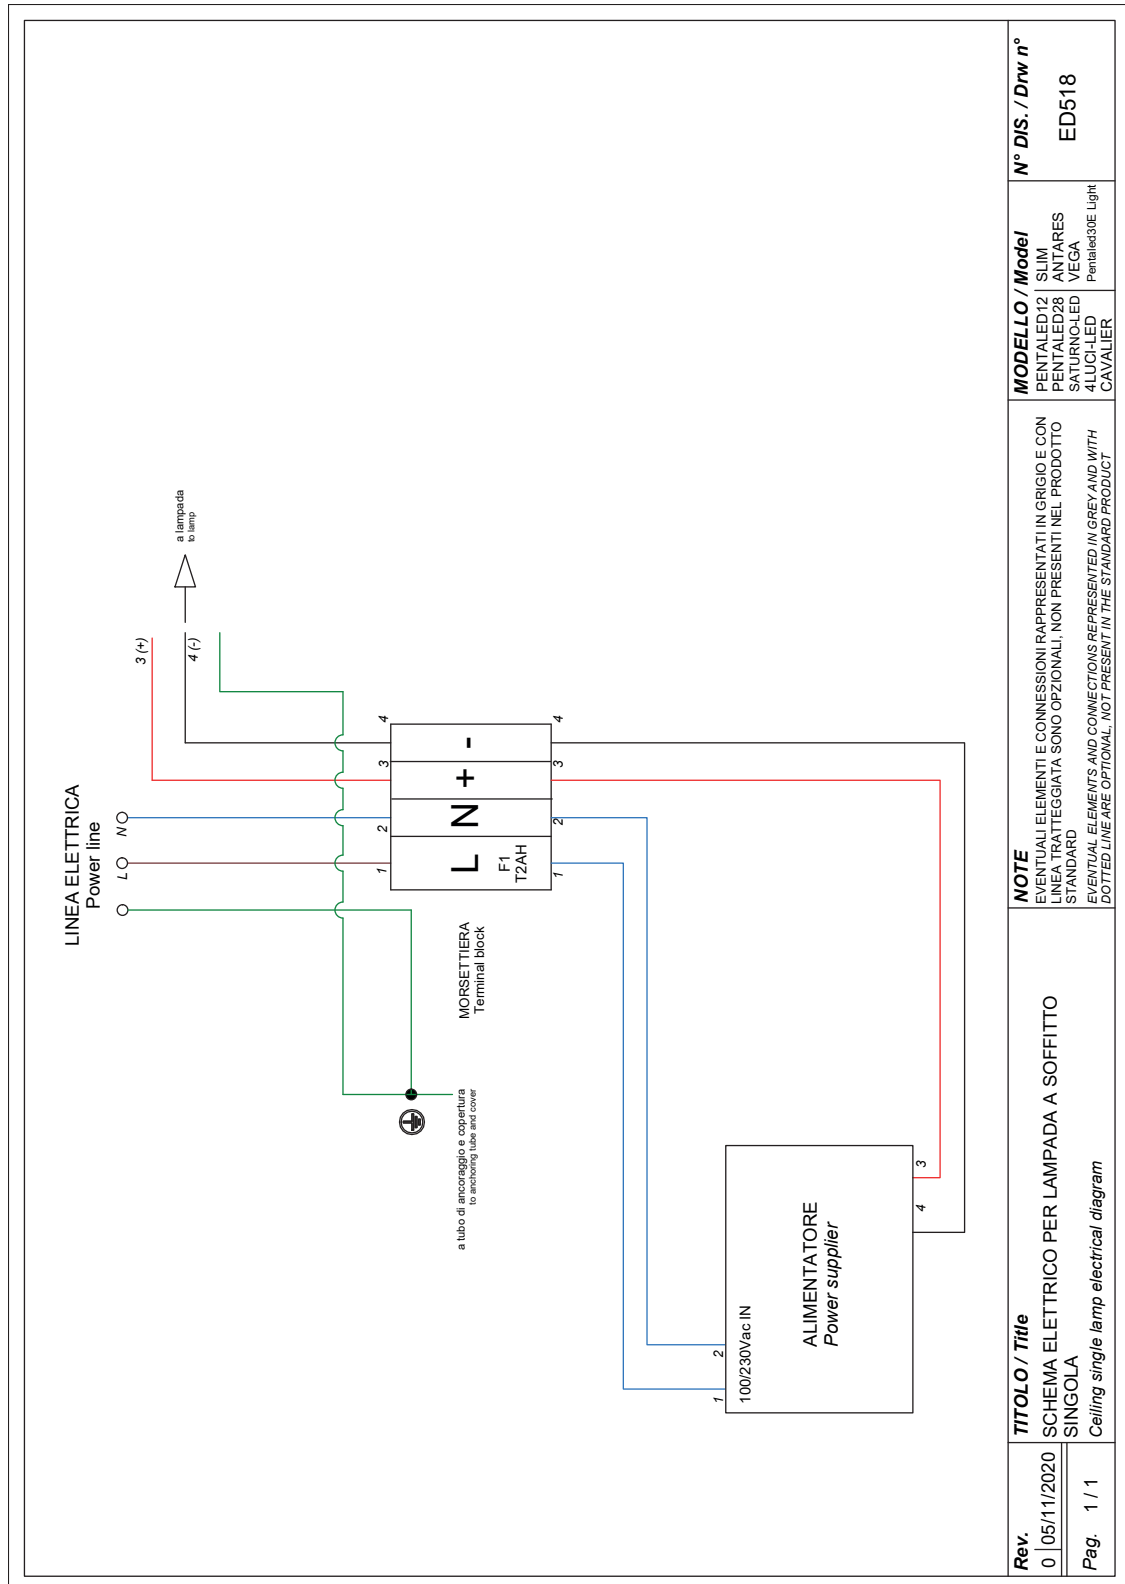 LINEA ELETTRICA
Power line
L
N
3 (+)
4 (-)
a lampada
to lamp
1
2
3
4
L
N
+
-
F1
T2AH
1
2
3
4
MORSETTIERA
Terminal block
a tubo di ancoraggio e copertura
to anchoring tube and cover
1
2
100/230Vac IN
ALIMENTATORE
Power supplier
4
3
Rev.
0 05/11/2020
Pag. 1 / 1
TITOLO / Title
SCHEMA ELETTRICO PER LAMPADA A SOFFITTO
SINGOLA
Ceiling single lamp electrical diagram
NOTE
EVENTUALI ELEMENTI E CONNESSIONI RAPPRESENTATI IN GRIGIO E CON
LINEA TRATTEGGIATA SONO OPZIONALI, NON PRESENTI NEL PRODOTTO
STANDARD
EVENTUAL ELEMENTS AND CONNECTIONS REPRESENTED IN GREY AND WITH
DOTTED LINE ARE OPTIONAL, NOT PRESENT IN THE STANDARD PRODUCT
MODELLO / Model
PENTALED12
PENTALED28
SATURNO-LED
4LUCI-LED
CAVALIER
SLIM
ANTARES
VEGA
Pentaled30E Light
N° DIS. / Drw n°
ED518